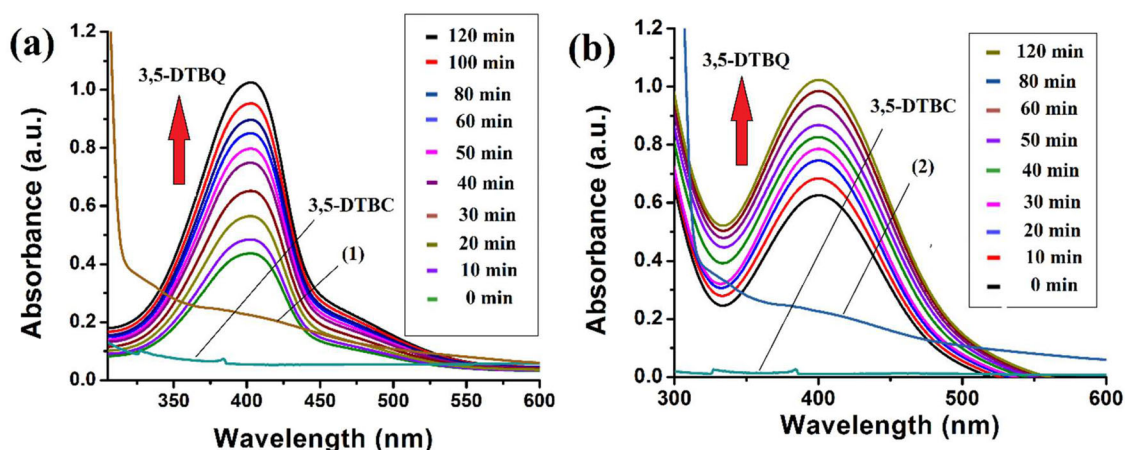 (a)
1.2
1.0
0.8
0.6
0.4
0.2
0.0
Absorbance (a.u.)
3,5-DTBQ
3,5-DTBC
(1)
120 min
100 min
80 min
60 min
50 min
40 min
30 min
20 min
10 min
0 min
350 400 450 500 550 600
Wavelength (nm)
(b)
1.2
1.0
0.8
0.6
0.4
0.2
0.0
Absorbance (a.u.)
3,5-DTBQ
3,5-DTBC
(2)
120 min
80 min
60 min
50 min
40 min
30 min
20 min
10 min
0 min
300 400 500 600
Wavelength (nm)